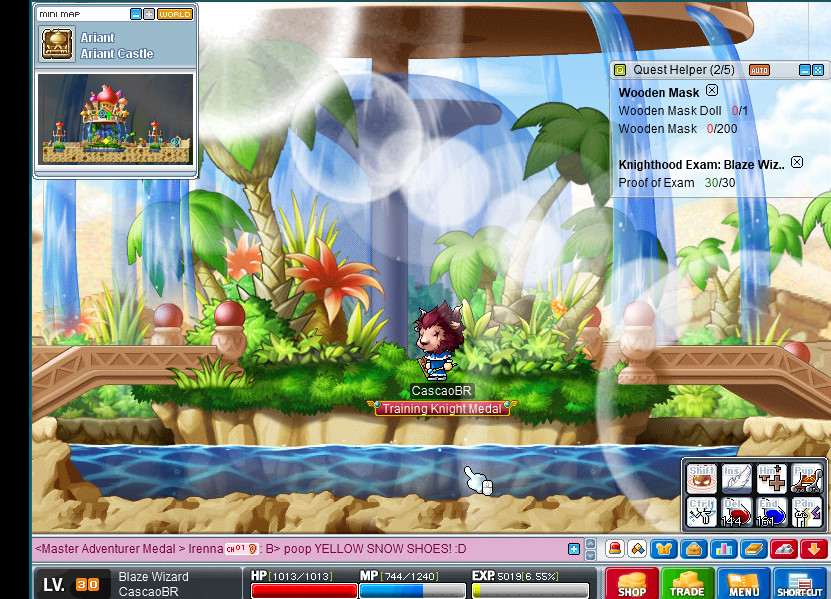 MINI MAP
WORLD
Ariant
Ariant Castle
Quest Helper (2/5)
AUTO
Wooden Mask
Wooden Mask Doll 0/1
Wooden Mask 0/200
Knighthood Exam: Blaze Wiz..
Proof of Exam 30/30
CascaoBR
Training Knight Medal
Shift Ins Hm Pup
Ctrl Del End Pdn
144 161
<Master Adventurer Medal > Irenna CH01 : B> poop YELLOW SNOW SHOES! :D
LV. 30
Blaze Wizard
CascaoBR
HP[1013/1013] MP[744/1240] EXP.5019[6.55%]
SHOP TRADE MENU SHORTCUT